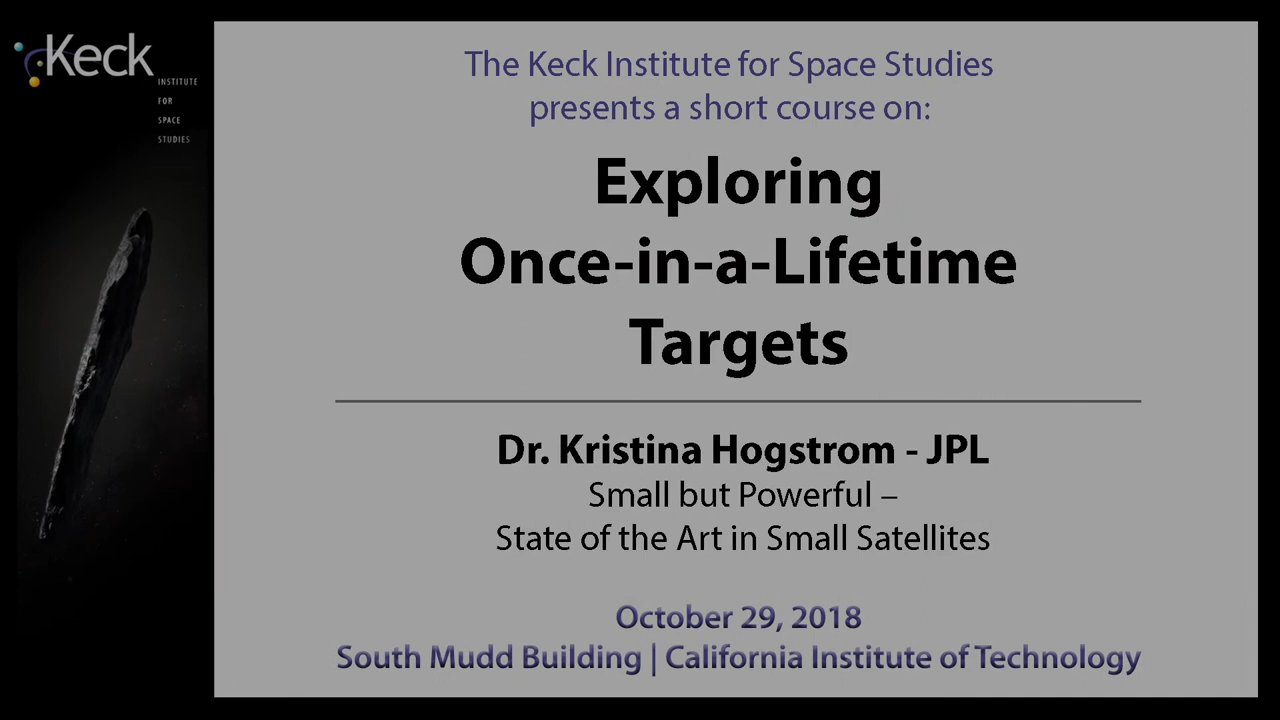 Keck
INSTITUTE
FOR
SPACE
STUDIES
The Keck Institute for Space Studies
presents a short course on:
Exploring
Once-in-a-Lifetime
Targets
Dr. Kristina Hogstrom - JPL
Small but Powerful –
State of the Art in Small Satellites
October 29, 2018
South Mudd Building | California Institute of Technology